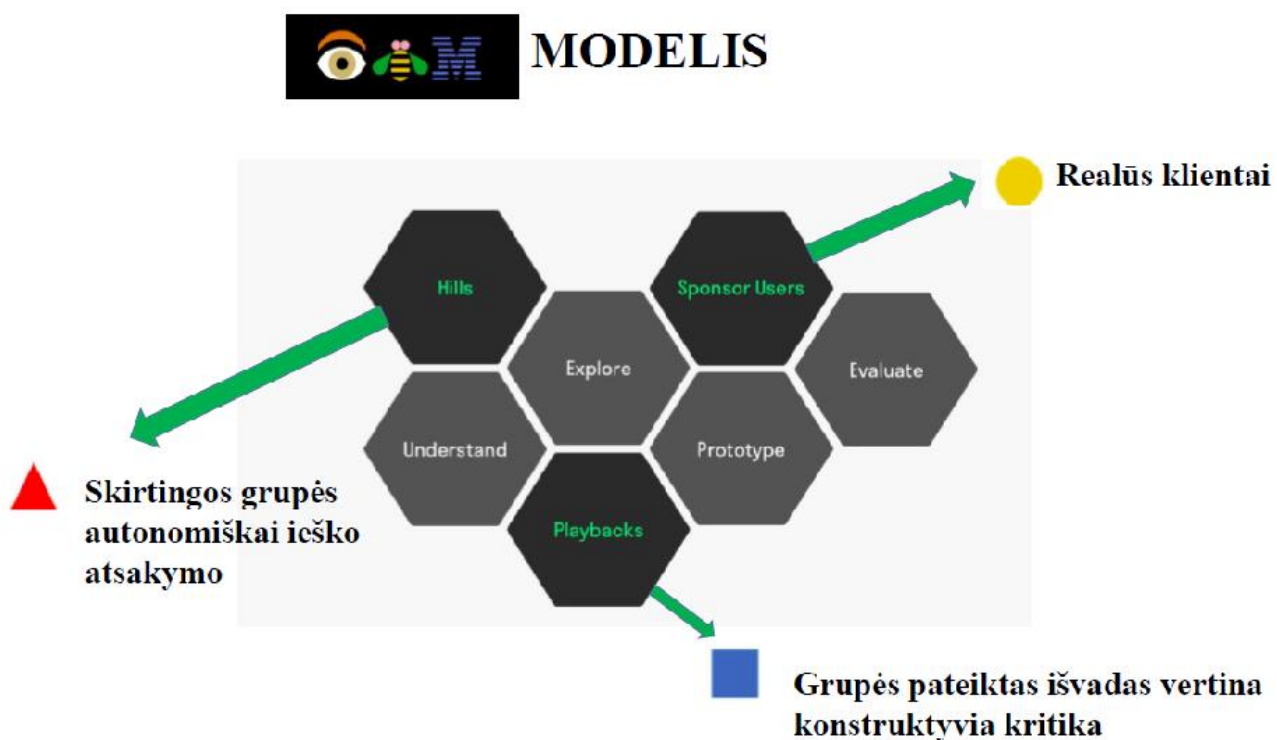 M MODELIS
Realūs klientai
Hills
Sponsor Users
Explore
Evaluate
Understand
Prototype
Skirtingos grupės
autonomiškai ieško
atsakymo
Playbacks
Grupės pateiktas išvadas vertina
konstruktyvia kritika